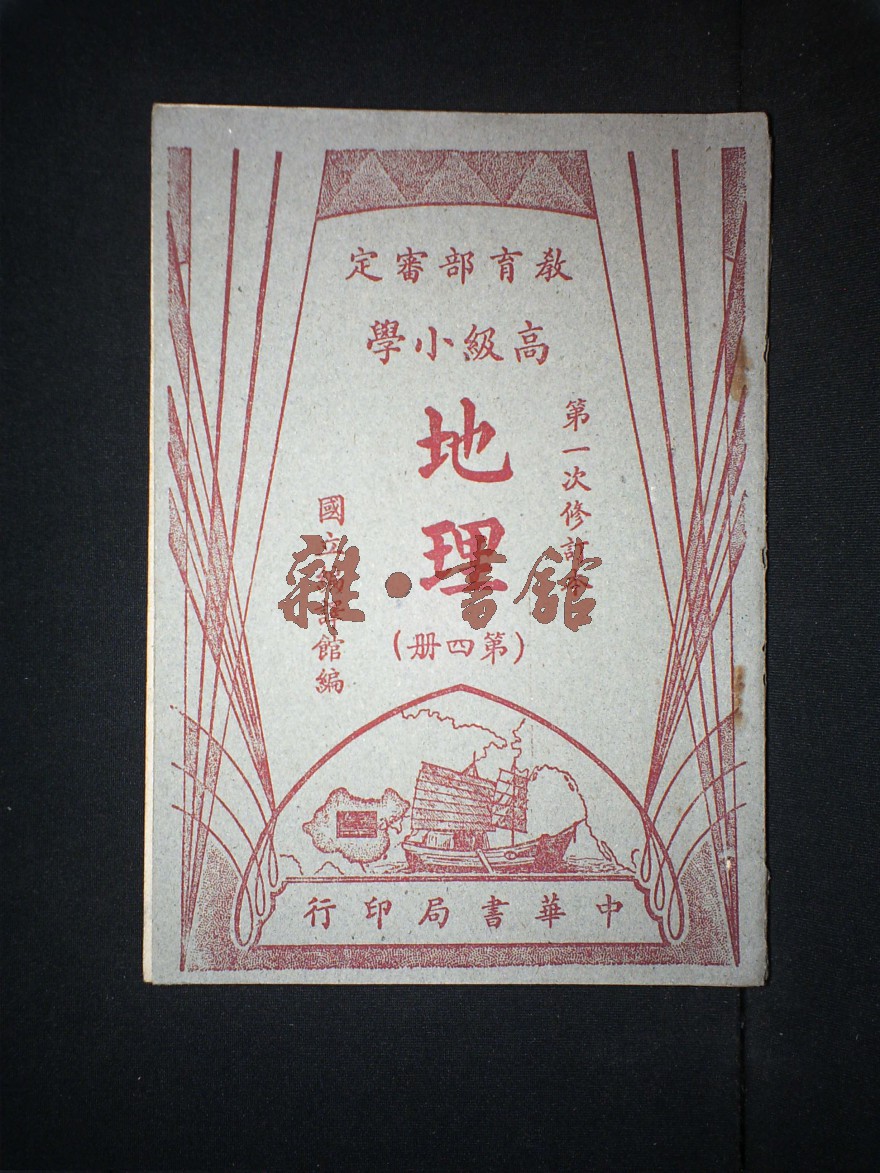 教育部審定
高級小學
第一次修訂本
地理
(第四册)
國立編譯館編
中華書局印行
雜·書館